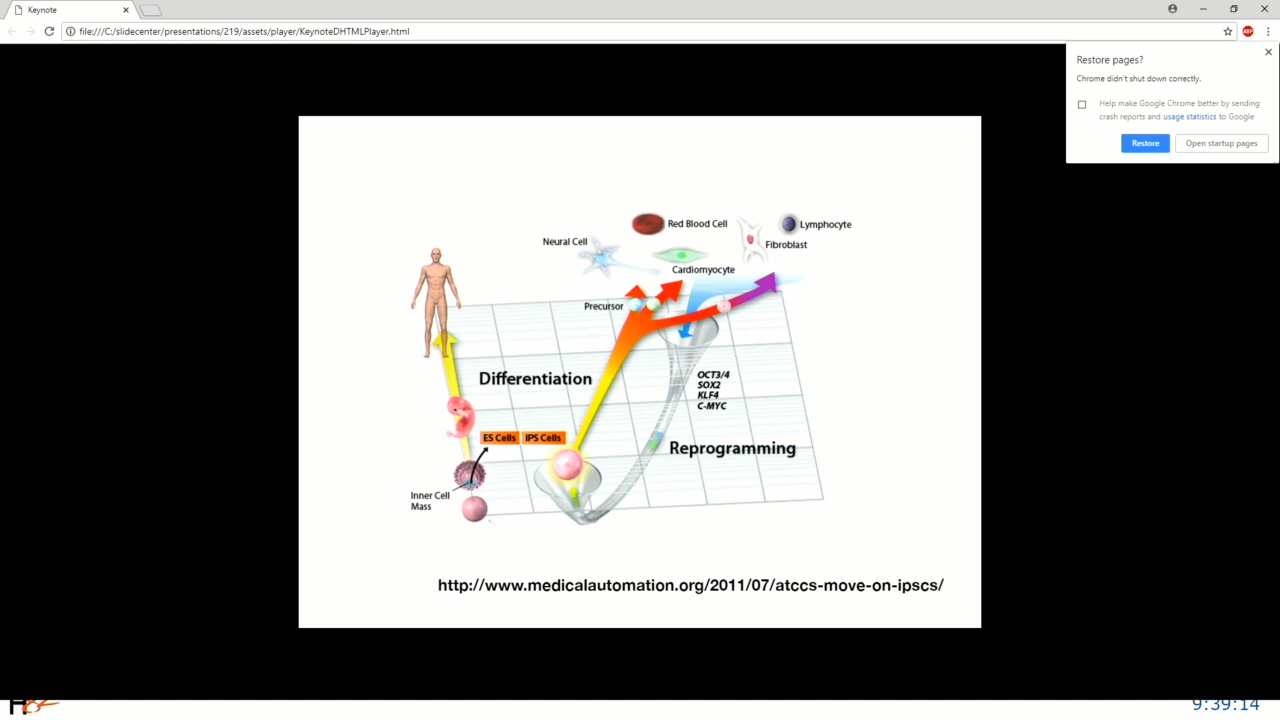 Keynote
file:///C:/slidecenter/presentations/219/assets/player/KeynoteDHTMLPlayer.html
ABP
Restore pages?
Chrome didn't shut down correctly.
Help make Google Chrome better by sending
crash reports and usage statistics to Google
Restore
Open startup pages
Red Blood Cell
Lymphocyte
Neural Cell
Fibroblast
Cardiomyocyte
Precursor
Differentiation
OCT3/4
SOX2
KLF4
C-MYC
ES Cells
IPS Cells
Reprogramming
Inner Cell
Mass
http://www.medicalautomation.org/2011/07/atccs-move-on-ipscs/
9:39:14